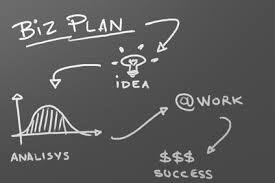 BIZ PLAN
IDEA
ANALISYS
@WORK
$$$
SUCCESS